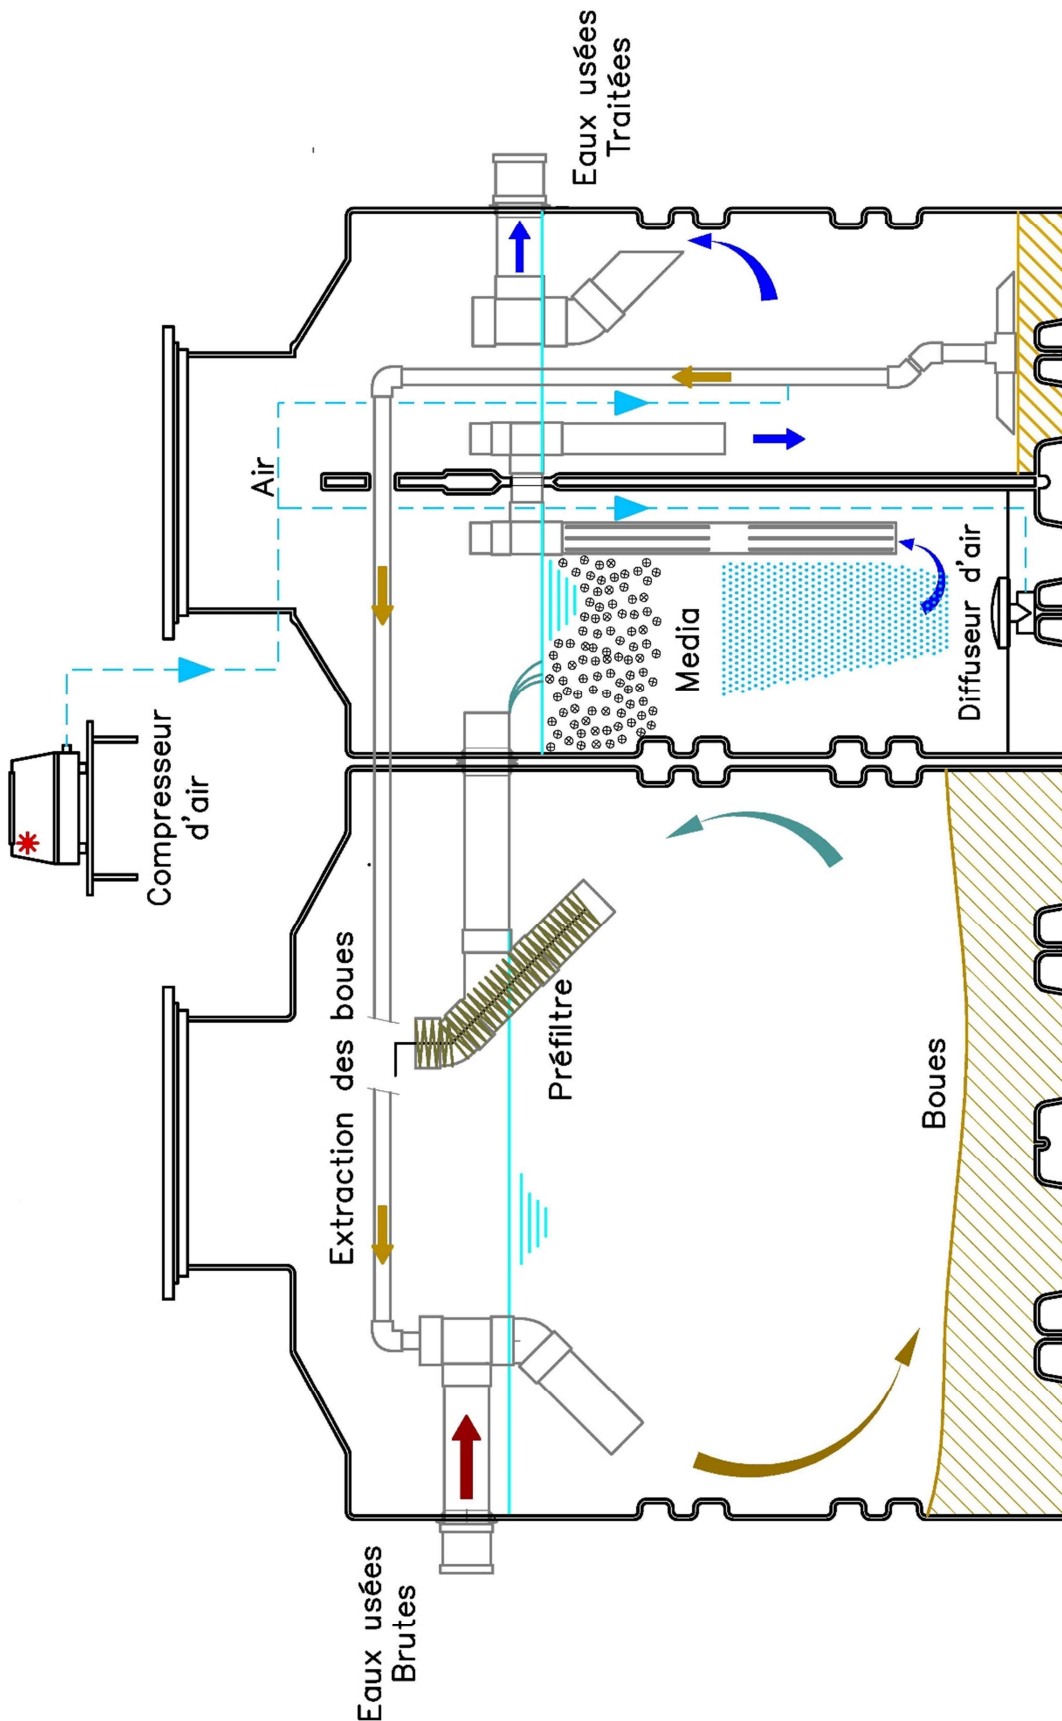 Compresseur
d'air
Air
Eaux usées
Traitées
Eaux usées
Brutes
Extraction des boues
Préfiltre
Media
Diffuseur d'air
Boues